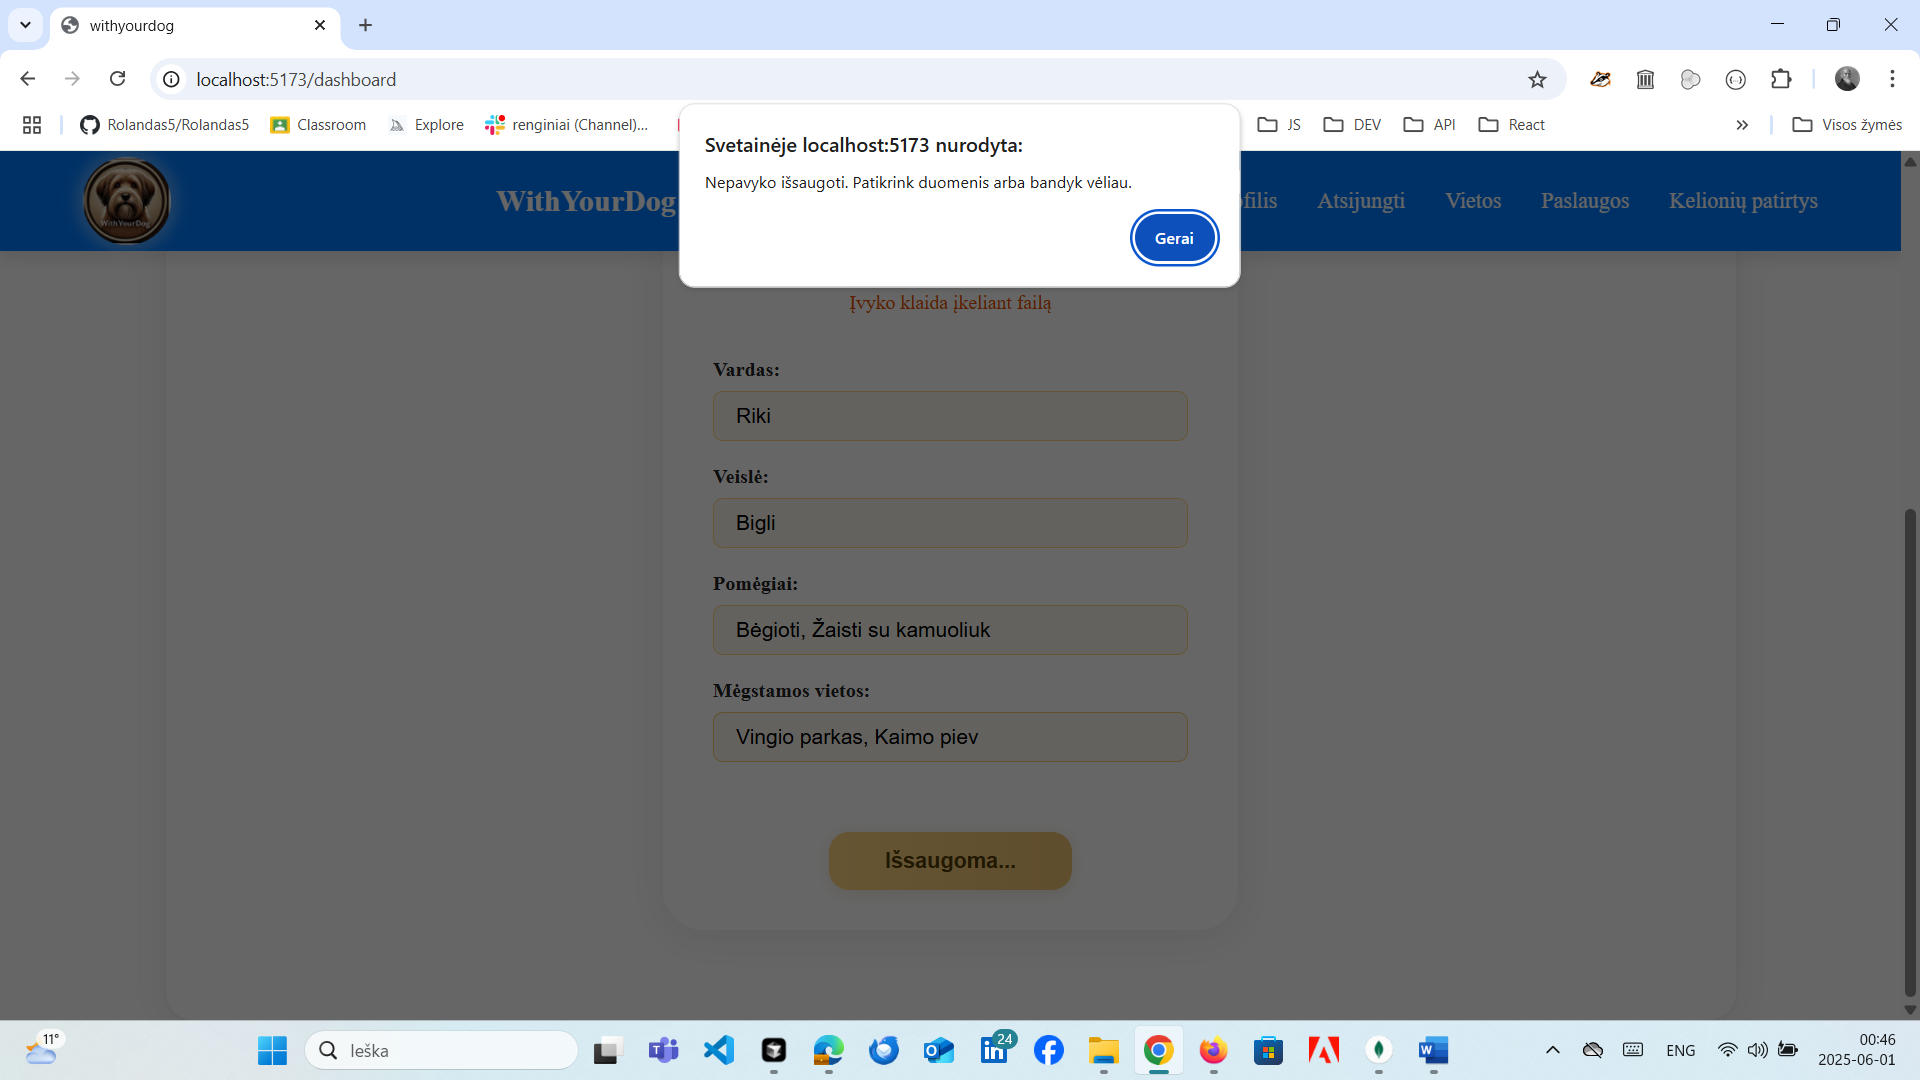 withyourdog
localhost:5173/dashboard
Rolandas5/Rolandas5
Classroom
Explore
renginiai (Channel)...
JS
DEV
API
React
Visos žymės
Svetainėje localhost:5173 nurodyta:
Nepavyko išsaugoti. Patikrink duomenis arba bandyk vėliau.
Gerai
WithYourDog
WithYourDog
filis
Atsijungti
Vietos
Paslaugos
Kelionių patirtys
Įvyko klaida įkeliant failą
Vardas:
Riki
Veislė:
Bigli
Pomėgiai:
Bėgioti, Žaisti su kamuoliuk
Mėgstamos vietos:
Vingio parkas, Kaimo piev
Išsaugoma...
11°
Ieška
24
ENG
00:46
2025-06-01